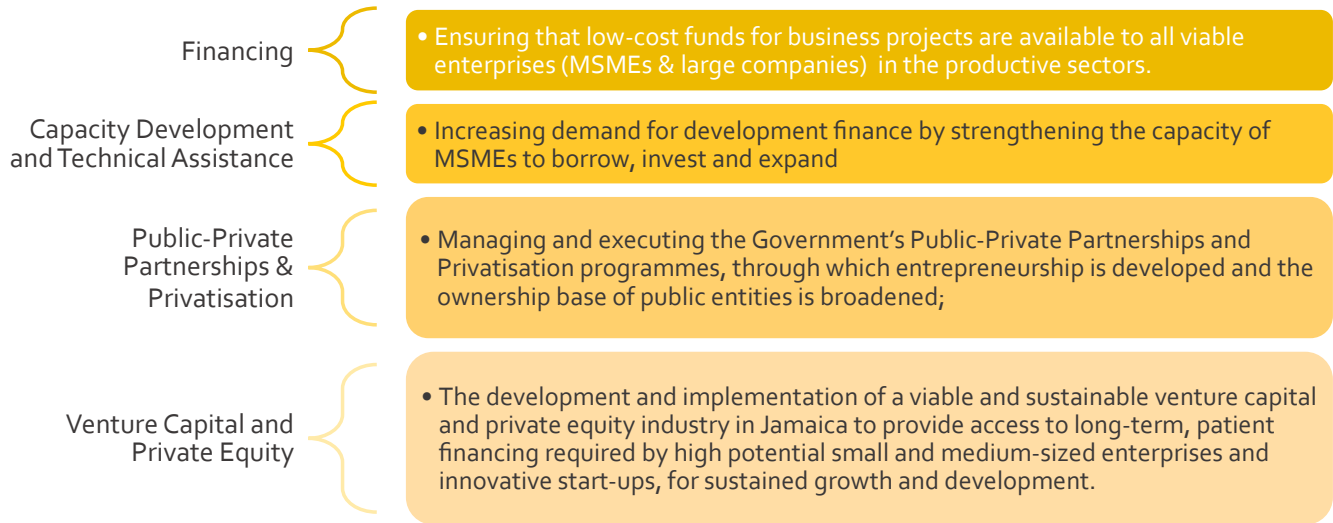 Financing
• Ensuring that low-cost funds for business projects are available to all viable
enterprises (MSMEs & large companies) in the productive sectors.
Capacity Development
and Technical Assistance
• Increasing demand for development finance by strengthening the capacity of
MSMEs to borrow, invest and expand
Public-Private
Partnerships &
Privatisation
• Managing and executing the Government's Public-Private Partnerships and
Privatisation programmes, through which entrepreneurship is developed and the
ownership base of public entities is broadened;
Venture Capital and
Private Equity
• The development and implementation of a viable and sustainable venture capital
and private equity industry in Jamaica to provide access to long-term, patient
financing required by high potential small and medium-sized enterprises and
innovative start-ups, for sustained growth and development.